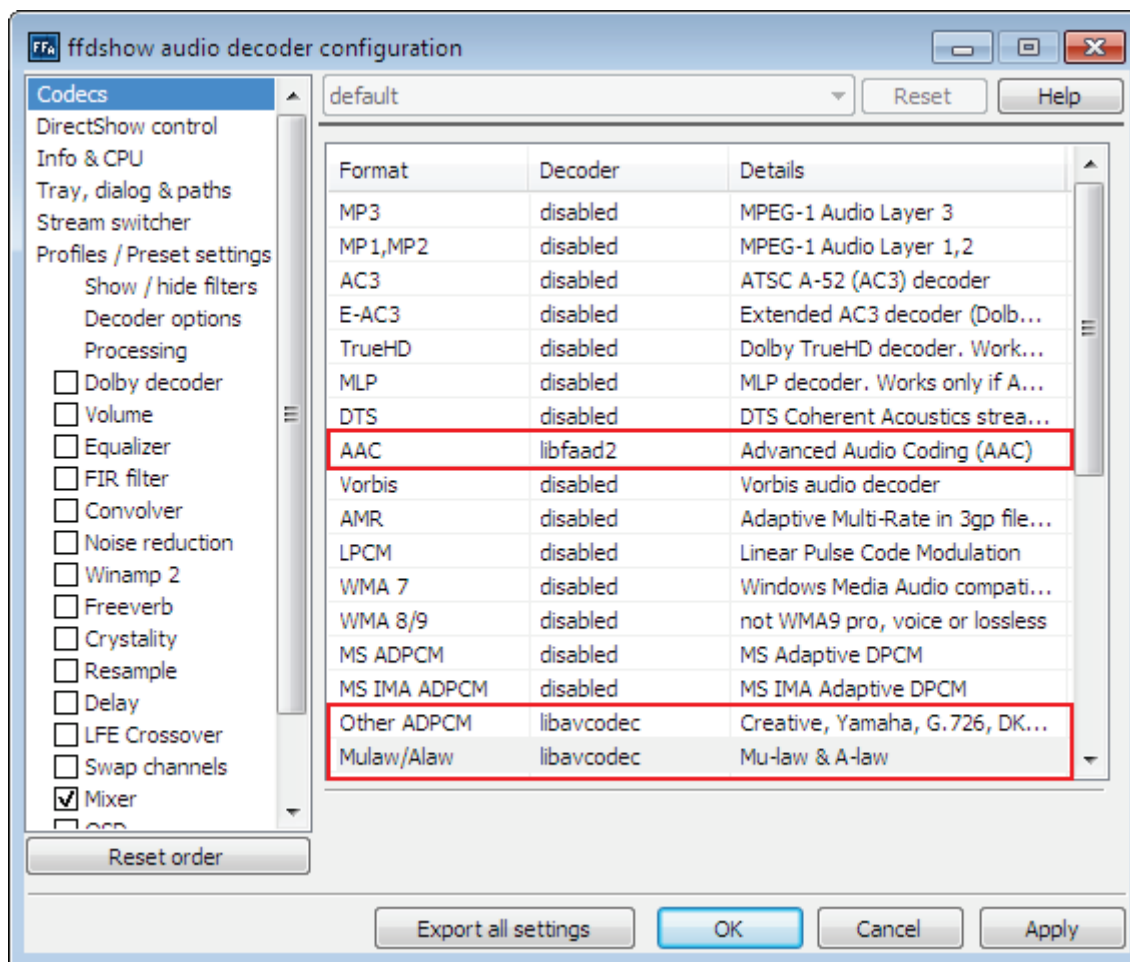 FFA ffdshow audio decoder configuration
Codecs
DirectShow control
Info & CPU
Tray, dialog & paths
Stream switcher
Profiles / Preset settings
Show / hide filters
Decoder options
Processing
Dolby decoder
Volume
Equalizer
FIR filter
Convolver
Noise reduction
Winamp 2
Freeverb
Crystality
Resample
Delay
LFE Crossover
Swap channels
Mixer
Reset order
default Reset Help
Format Decoder Details
MP3 disabled MPEG-1 Audio Layer 3
MP1,MP2 disabled MPEG-1 Audio Layer 1,2
AC3 disabled ATSC A-52 (AC3) decoder
E-AC3 disabled Extended AC3 decoder (Dolb...
TrueHD disabled Dolby TrueHD decoder. Work...
MLP disabled MLP decoder. Works only if A...
DTS disabled DTS Coherent Acoustics strea...
AAC libfaad2 Advanced Audio Coding (AAC)
Vorbis disabled Vorbis audio decoder
AMR disabled Adaptive Multi-Rate in 3gp file...
LPCM disabled Linear Pulse Code Modulation
WMA 7 disabled Windows Media Audio compati...
WMA 8/9 disabled not WMA9 pro, voice or lossless
MS ADPCM disabled MS Adaptive DPCM
MS IMA ADPCM disabled MS IMA Adaptive DPCM
Other ADPCM libavcodec Creative, Yamaha, G.726, DK...
Mulaw/Alaw libavcodec Mu-law & A-law
Export all settings OK Cancel Apply